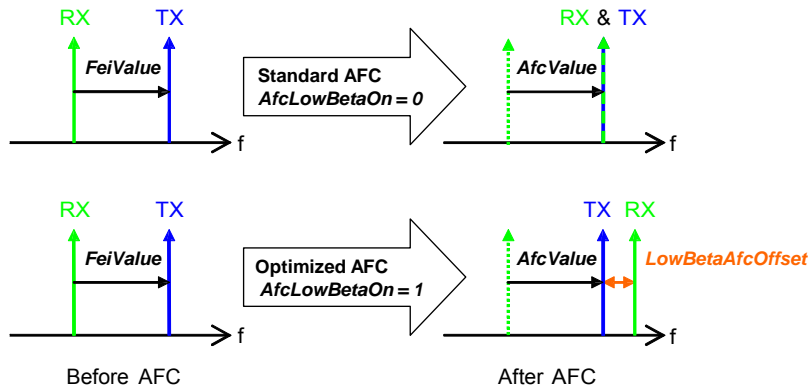 RX TX RX & TX
FeiValue Standard AFC AfcValue
AfcLowBetaOn = 0
f f
RX TX TX RX
FeiValue Optimized AFC AfcValue LowBetaAfcOffset
AfcLowBetaOn = 1
f f
Before AFC After AFC